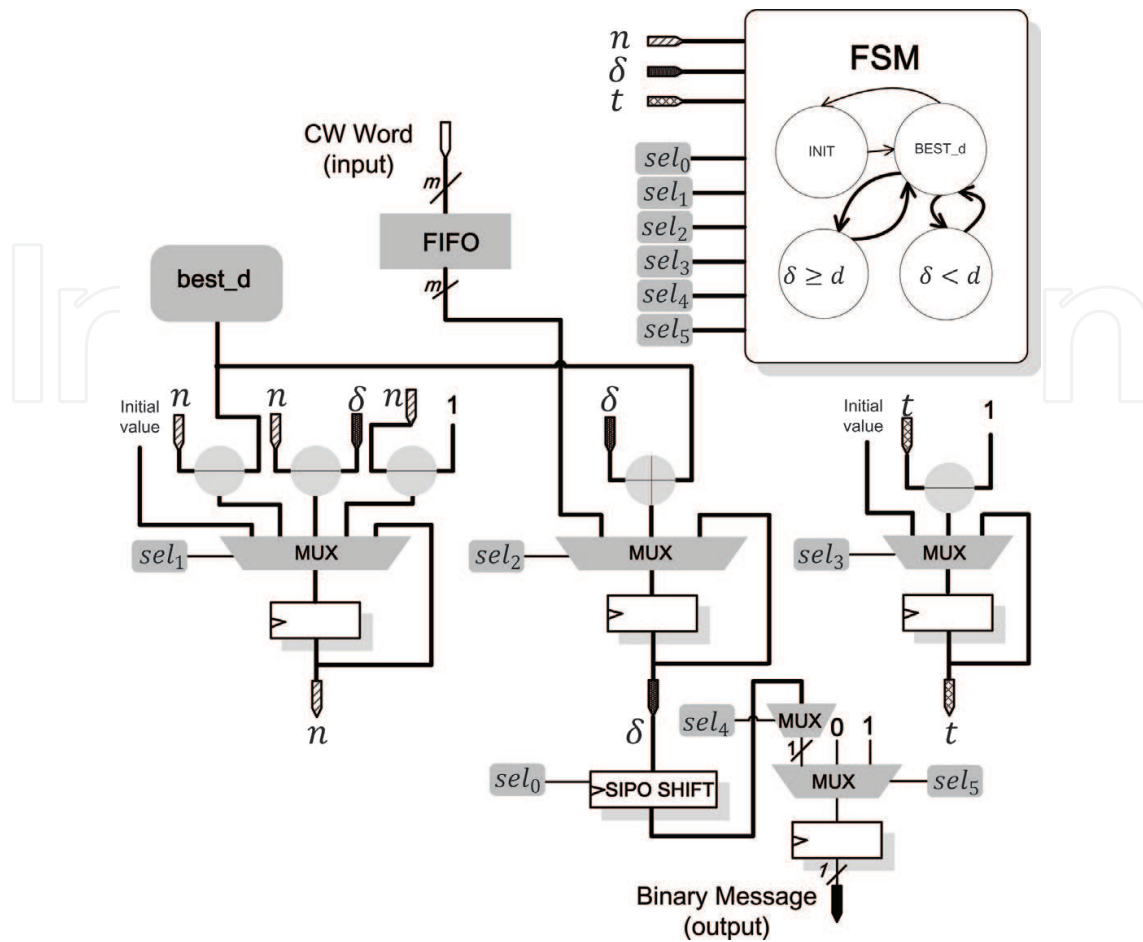 FSM
n
δ
t
INIT
BEST_d
sel₀
sel₁
sel₂
sel₃
sel₄
sel₅
δ ≥ d
δ < d
CW Word
(input)
m
FIFO
m
best_d
Initial
value
n
n
δ
n
1
δ
Initial
value
t
1
sel₁
MUX
sel₂
MUX
sel₃
MUX
n
δ
t
sel₄
MUX
1
0
1
sel₀
SIPO SHIFT
MUX
sel₅
1
Binary Message
(output)